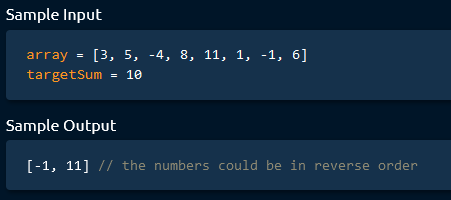 Sample Input
array = [3, 5, -4, 8, 11, 1, -1, 6]
targetSum = 10
Sample Output
[-1, 11] // the numbers could be in reverse order